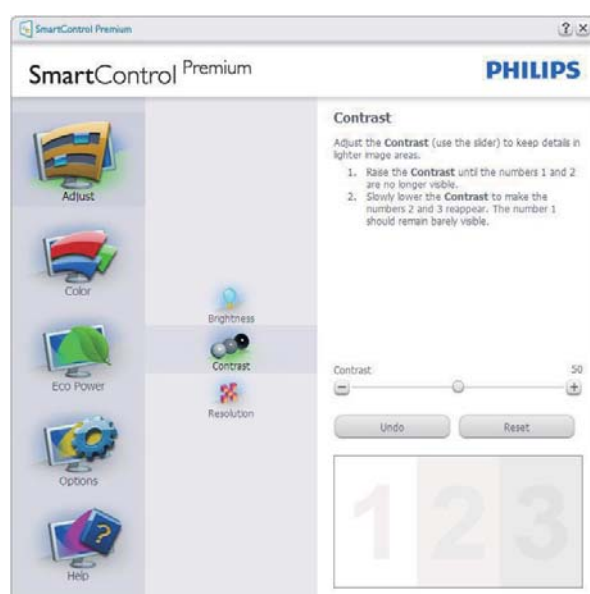 SmartControl Premium
SmartControl Premium
PHILIPS
Adjust
Color
Eco Power
Options
Help
Brightness
Contrast
Resolution
Contrast
Adjust the Contrast (use the slider) to keep details in
lighter image areas.
1. Raise the Contrast until the numbers 1 and 2
are no longer visible.
2. Slowly lower the Contrast to make the
numbers 2 and 3 reappear. The number 1
should remain barely visible.
Contrast 50
Undo Reset
1 2 3